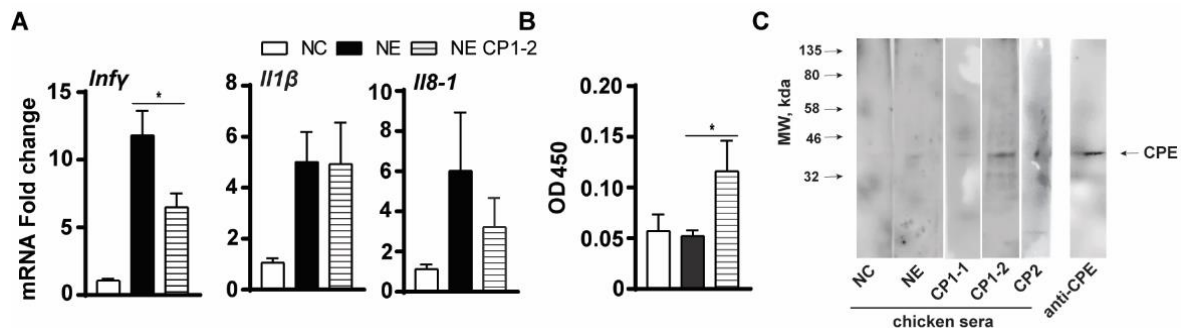 A
B
C
NC NE NE CP1-2
Infγ
Il1β
Il8-1
*
mRNA Fold change
15
10
5
0
8
6
4
2
0
10
8
6
4
2
0
*
OD450
0.20
0.15
0.10
0.05
0.00
MW, kda
135
80
58
46
32
CPE
NC NE CP1-1 CP1-2 CP2 anti-CPE
chicken sera